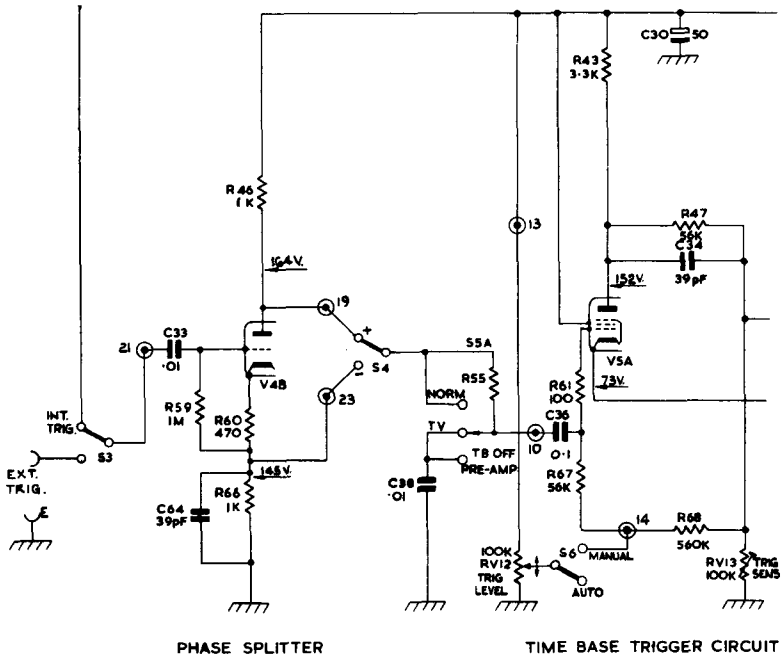 C30
50
R43
3.3K
R46
1K
13
R47
56K
C34
39pF
164V.
152V.
19
21
C33
.01
+
S5A
V4B
S4
-
V5A
R55
R61
100
73V.
23
NORM
R59
1M
R60
470
INT.
TRIG.
TV
C36
10
0.1
S3
TB OFF
PRE-AMP
145V.
R67
56K
EXT.
TRIG.
C38
.01
R66
1K
C64
39pF
14
R68
560K
E
100K
RV12
TRIG
LEVEL
S6
MANUAL
AUTO
RV13
100K
TRIG
SENS
PHASE SPLITTER
TIME BASE TRIGGER CIRCUIT